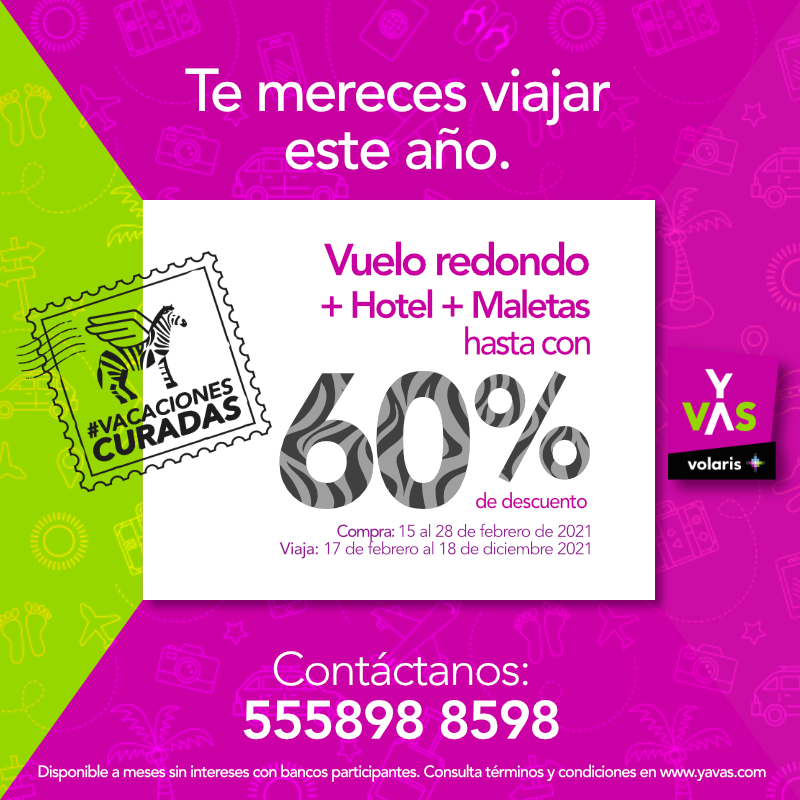 Te mereces viajar
este año.
Vuelo redondo
+ Hotel + Maletas
hasta con
60%
de descuento
#VACACIONES
CURADAS
Compra: 15 al 28 de febrero de 2021
Viaja: 17 de febrero al 18 de diciembre 2021
Y
VAS
volaris
Contáctanos:
555898 8598
Disponible a meses sin intereses con bancos participantes. Consulta términos y condiciones en www.yavas.com